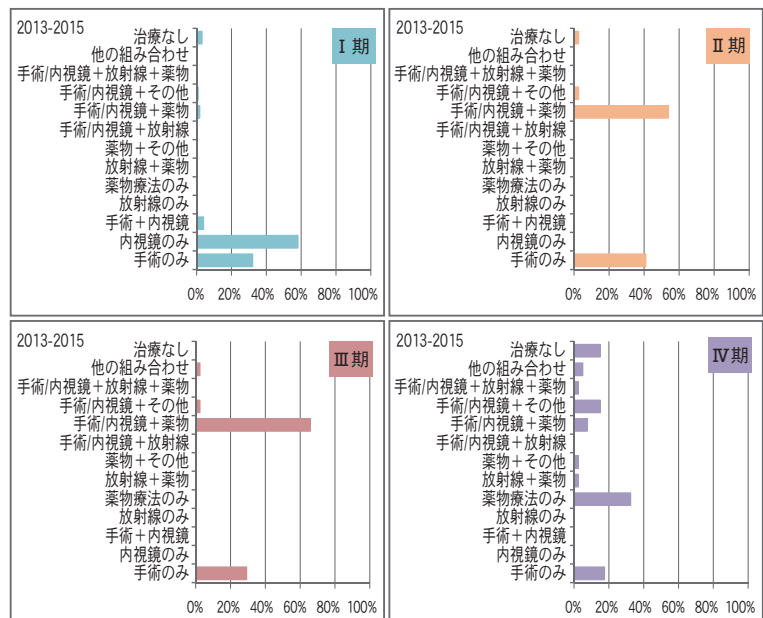 2013-2015
Ⅰ期
治療なし
他の組み合わせ
手術/内視鏡＋放射線＋薬物
手術/内視鏡＋その他
手術/内視鏡＋薬物
手術/内視鏡＋放射線
薬物＋その他
放射線＋薬物
薬物療法のみ
放射線のみ
手術＋内視鏡
内視鏡のみ
手術のみ
0% 20% 40% 60% 80% 100%
2013-2015
Ⅱ期
治療なし
他の組み合わせ
手術/内視鏡＋放射線＋薬物
手術/内視鏡＋その他
手術/内視鏡＋薬物
手術/内視鏡＋放射線
薬物＋その他
放射線＋薬物
薬物療法のみ
放射線のみ
手術＋内視鏡
内視鏡のみ
手術のみ
0% 20% 40% 60% 80% 100%
2013-2015
Ⅲ期
治療なし
他の組み合わせ
手術/内視鏡＋放射線＋薬物
手術/内視鏡＋その他
手術/内視鏡＋薬物
手術/内視鏡＋放射線
薬物＋その他
放射線＋薬物
薬物療法のみ
放射線のみ
手術＋内視鏡
内視鏡のみ
手術のみ
0% 20% 40% 60% 80% 100%
2013-2015
Ⅳ期
治療なし
他の組み合わせ
手術/内視鏡＋放射線＋薬物
手術/内視鏡＋その他
手術/内視鏡＋薬物
手術/内視鏡＋放射線
薬物＋その他
放射線＋薬物
薬物療法のみ
放射線のみ
手術＋内視鏡
内視鏡のみ
手術のみ
0% 20% 40% 60% 80% 100%